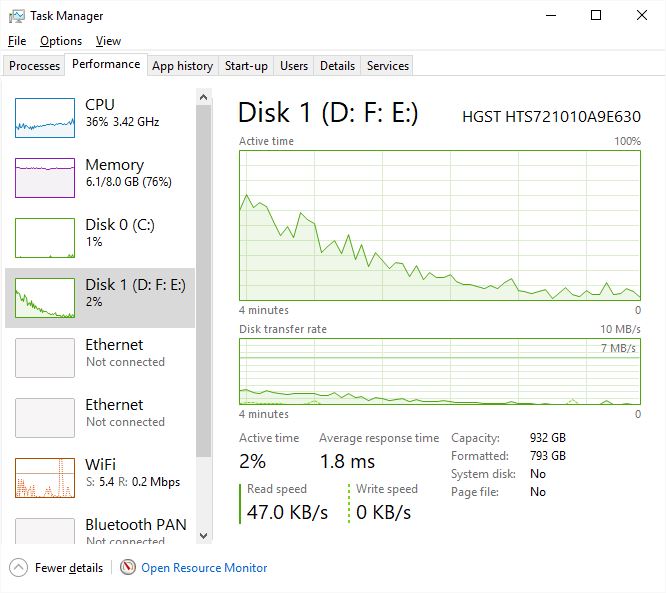 Task Manager
File Options View
Processes Performance App history Start-up Users Details Services
CPU
36% 3.42 GHz
Memory
6.1/8.0 GB (76%)
Disk 0 (C:)
1%
Disk 1 (D: F: E:)
2%
Ethernet
Not connected
Ethernet
Not connected
WiFi
S: 5.4 R: 0.2 Mbps
Bluetooth PAN
Not connected
Disk 1 (D: F: E:) HGST HTS721010A9E630
Active time 100%
4 minutes 0
Disk transfer rate 10 MB/s
7 MB/s
4 minutes 0
Active time Average response time
2% 1.8 ms
Read speed Write speed
47.0 KB/s 0 KB/s
Capacity: 932 GB
Formatted: 793 GB
System disk: No
Page file: No
Fewer details Open Resource Monitor